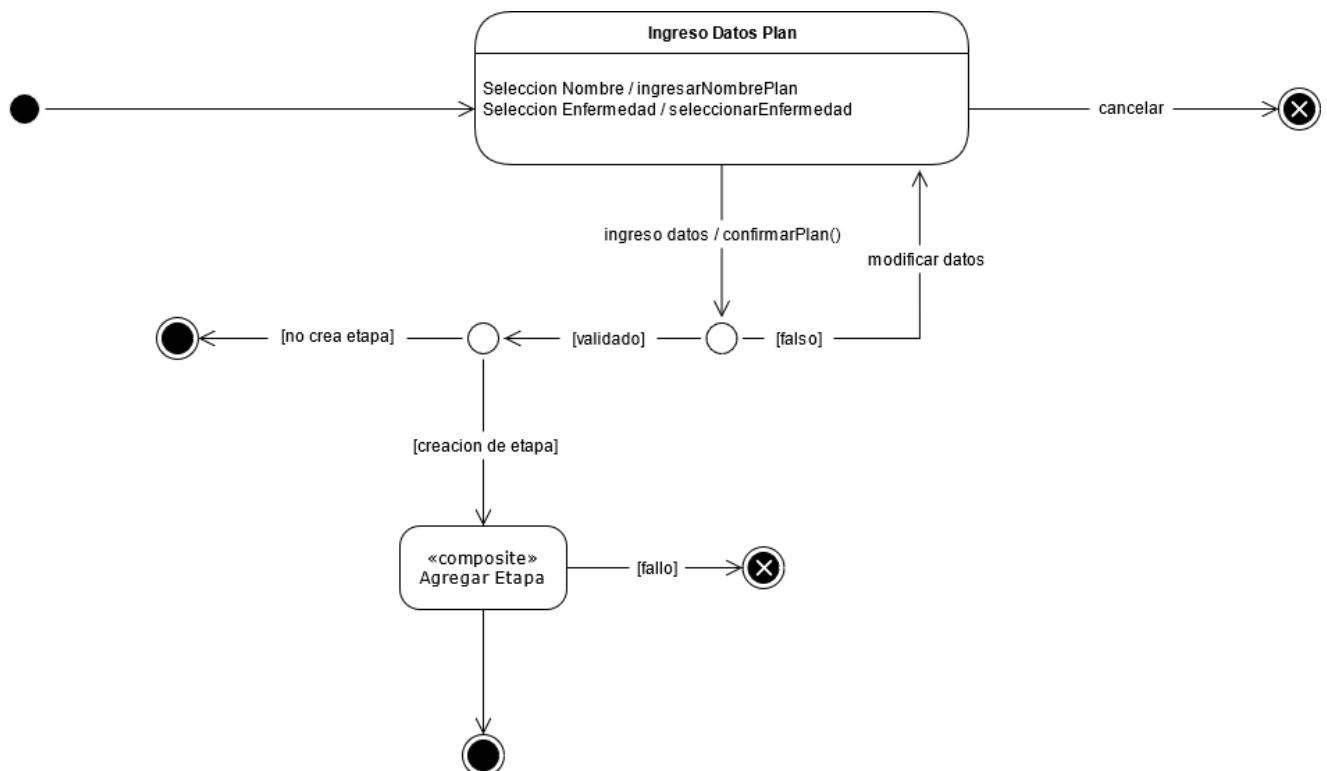 Ingreso Datos Plan
Seleccion Nombre / ingresarNombrePlan
Seleccion Enfermedad / seleccionarEnfermedad
cancelar
ingreso datos / confirmarPlan()
modificar datos
[no crea etapa]
[validado]
[falso]
[creacion de etapa]
«composite»
Agregar Etapa
[fallo]